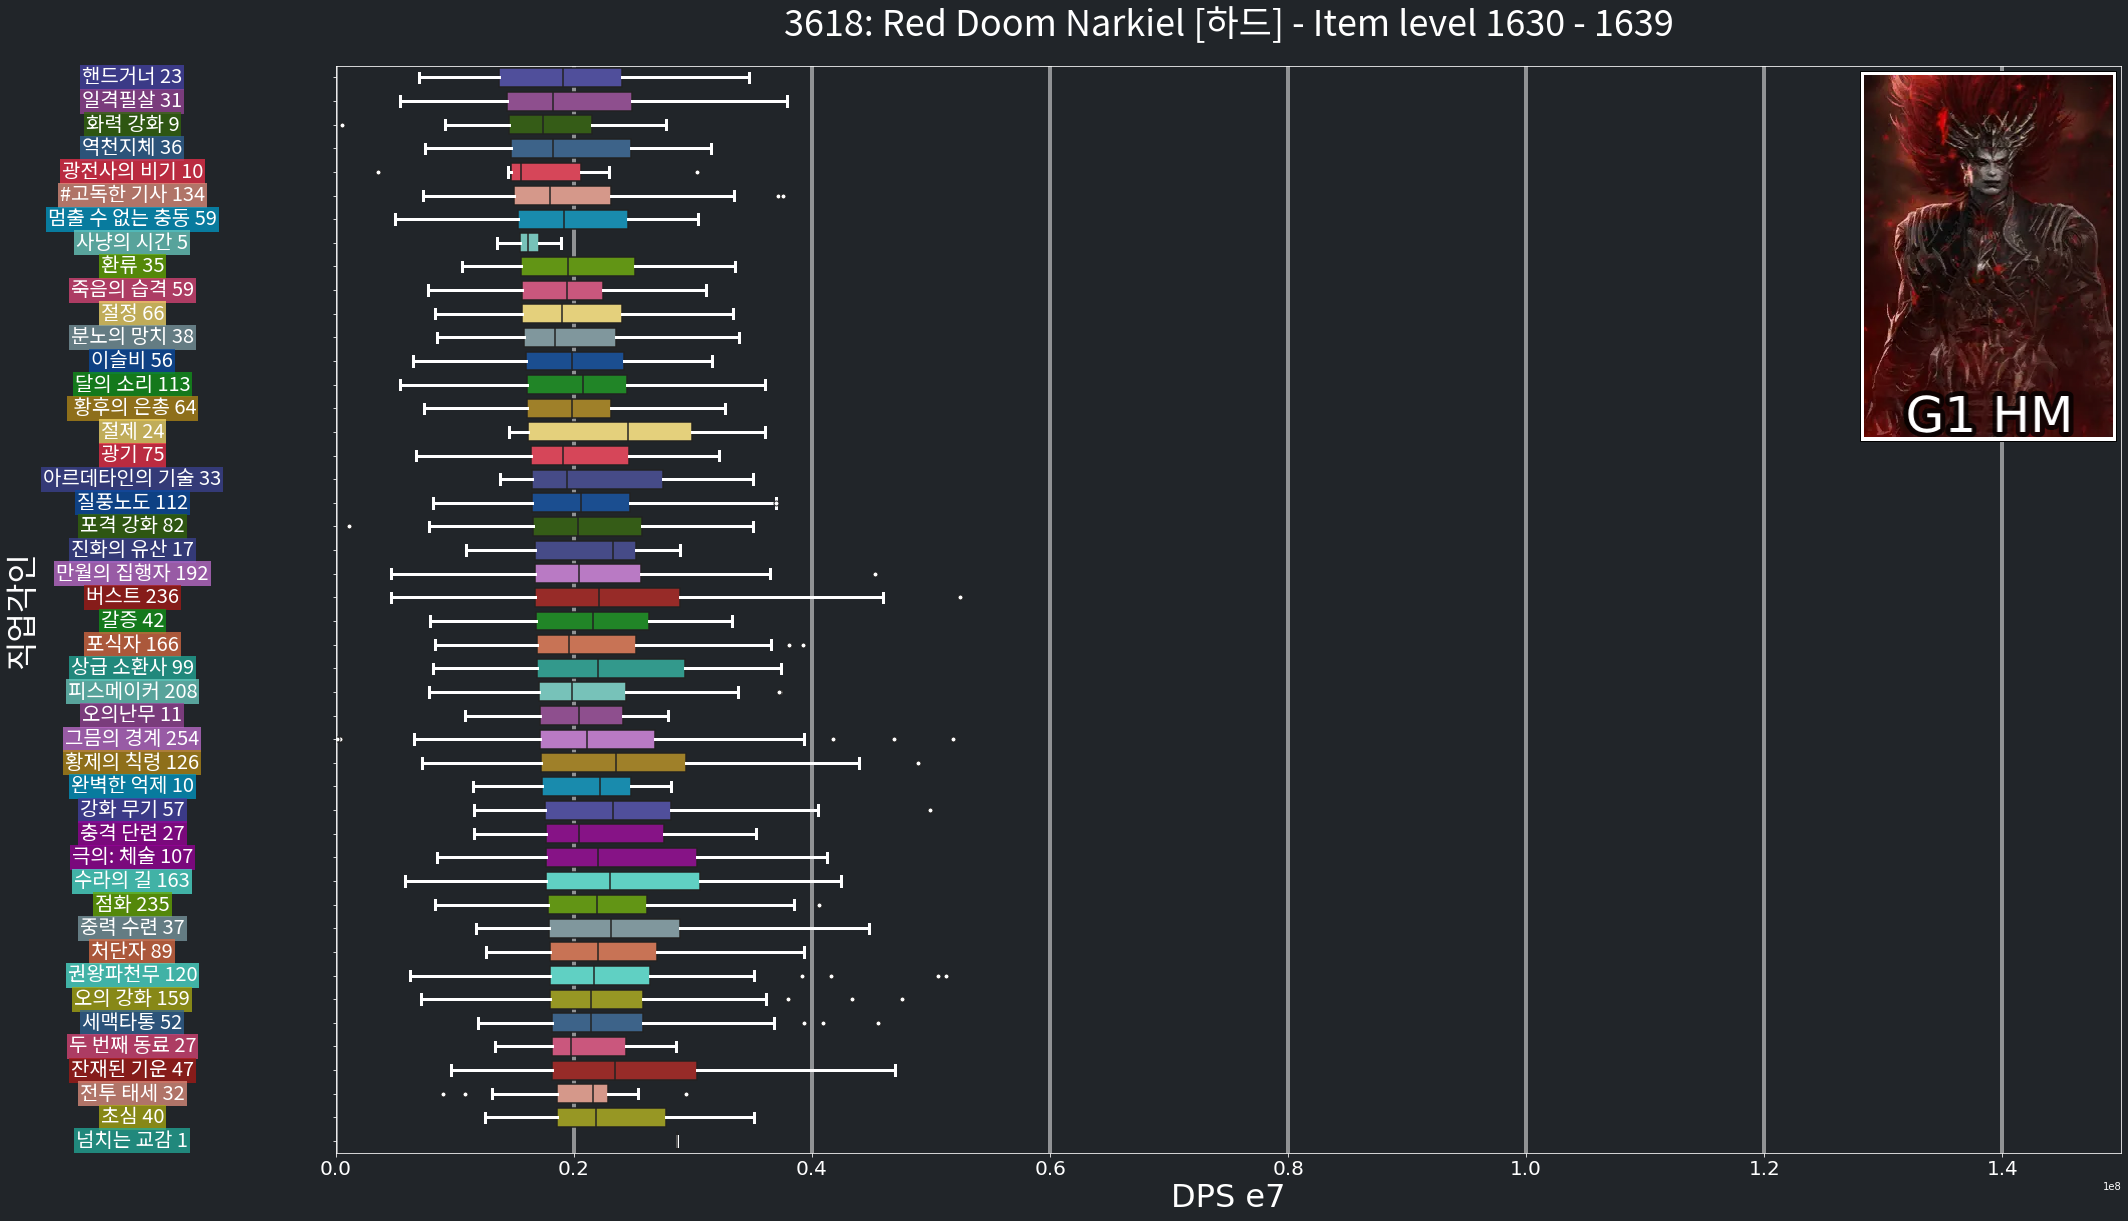 3618: Red Doom Narkiel [하드] - Item level 1630 - 1639
핸드거너 23
일격필살 31
화력 강화 9
역천지체 36
광전사의 비기 10
#고독한 기사 134
멈출 수 없는 충동 59
사냥의 시간 5
환류 35
죽음의 습격 59
절정 66
분노의 망치 38
이슬비 56
달의 소리 113
황후의 은총 64
절제 24
광기 75
아르데타인의 기술 33
질풍노도 112
포격 강화 82
진화의 유산 17
만월의 집행자 192
버스트 236
갈증 42
포식자 166
상급 소환사 99
피스메이커 208
오의난무 11
그믐의 경계 254
황제의 칙령 126
완벽한 억제 10
강화 무기 57
충격 단련 27
극의: 체술 107
수라의 길 163
점화 235
중력 수련 37
처단자 89
권왕파천무 120
오의 강화 159
세맥타통 52
두 번째 동료 27
잔재된 기운 47
전투 태세 32
초심 40
넘치는 교감 1
직업각인
G1 HM
0.0 0.2 0.4 0.6 0.8 1.0 1.2 1.4
1e8
DPS e7